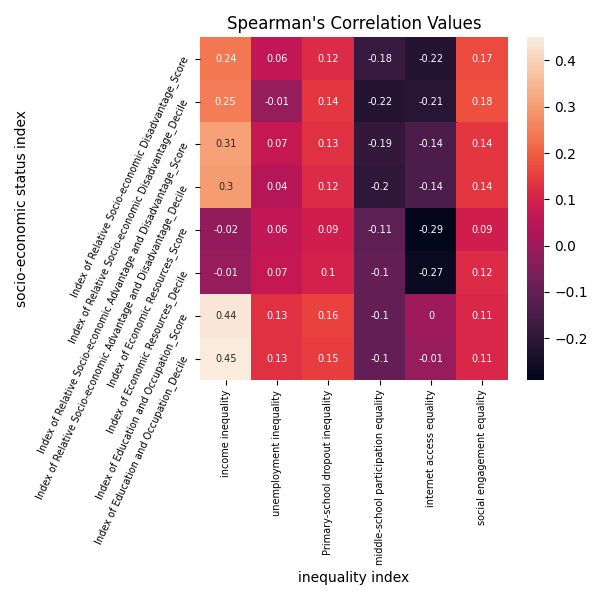 Spearman's Correlation Values
socio-economic status index
Index of Relative Socio-economic Disadvantage_Score
0.24 0.06 0.12 -0.18 -0.22 0.17
Index of Relative Socio-economic Disadvantage_Decile
0.25 -0.01 0.14 -0.22 -0.21 0.18
Index of Relative Socio-economic Advantage and Disadvantage_Score
0.31 0.07 0.13 -0.19 -0.14 0.14
Index of Relative Socio-economic Advantage and Disadvantage_Decile
0.3 0.04 0.12 -0.2 -0.14 0.14
Index of Economic Resources_Score
-0.02 0.06 0.09 -0.11 -0.29 0.09
Index of Economic Resources_Decile
-0.01 0.07 0.1 -0.1 -0.27 0.12
Index of Education and Occupation_Score
0.44 0.13 0.16 -0.1 0 0.11
Index of Education and Occupation_Decile
0.45 0.13 0.15 -0.1 -0.01 0.11
income inequality
unemployment inequality
Primary-school dropout inequality
middle-school participation equality
internet access equality
social engagement equality
inequality index
0.4
0.3
0.2
0.1
0.0
−0.1
−0.2